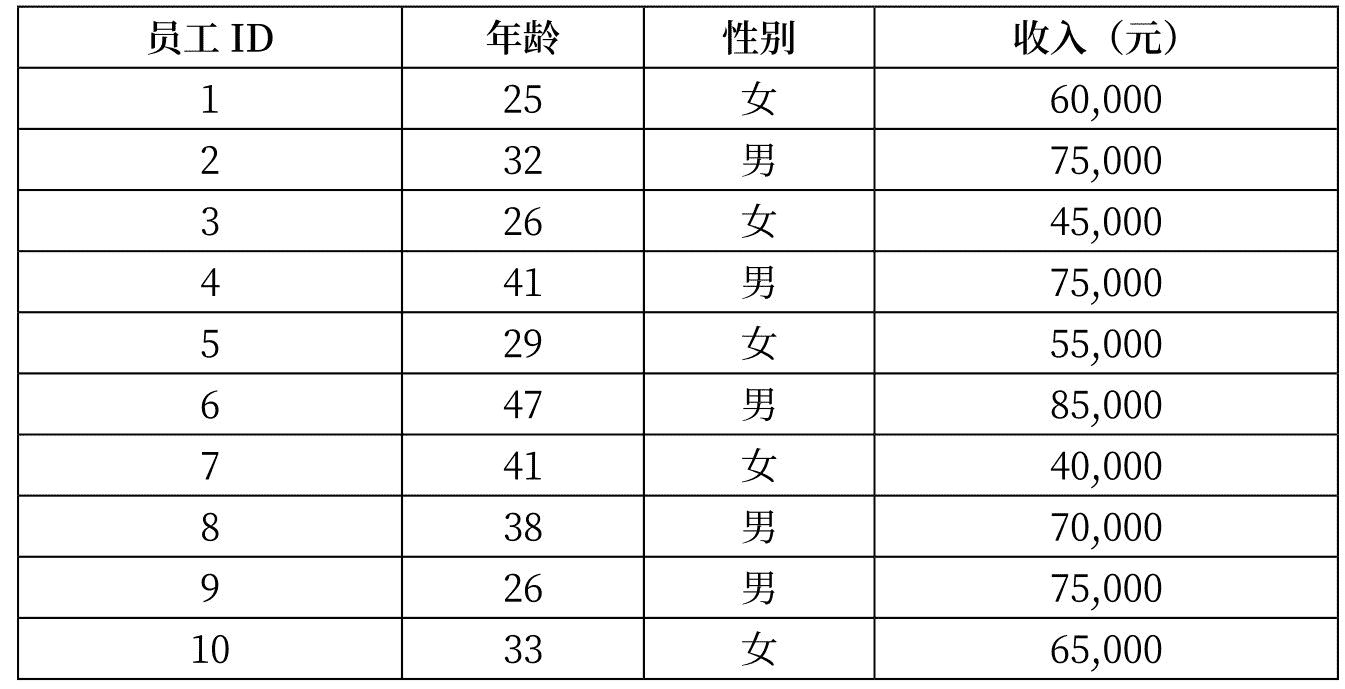 员工 ID 年龄 性别 收入（元）
1 25 女 60,000
2 32 男 75,000
3 26 女 45,000
4 41 男 75,000
5 29 女 55,000
6 47 男 85,000
7 41 女 40,000
8 38 男 70,000
9 26 男 75,000
10 33 女 65,000